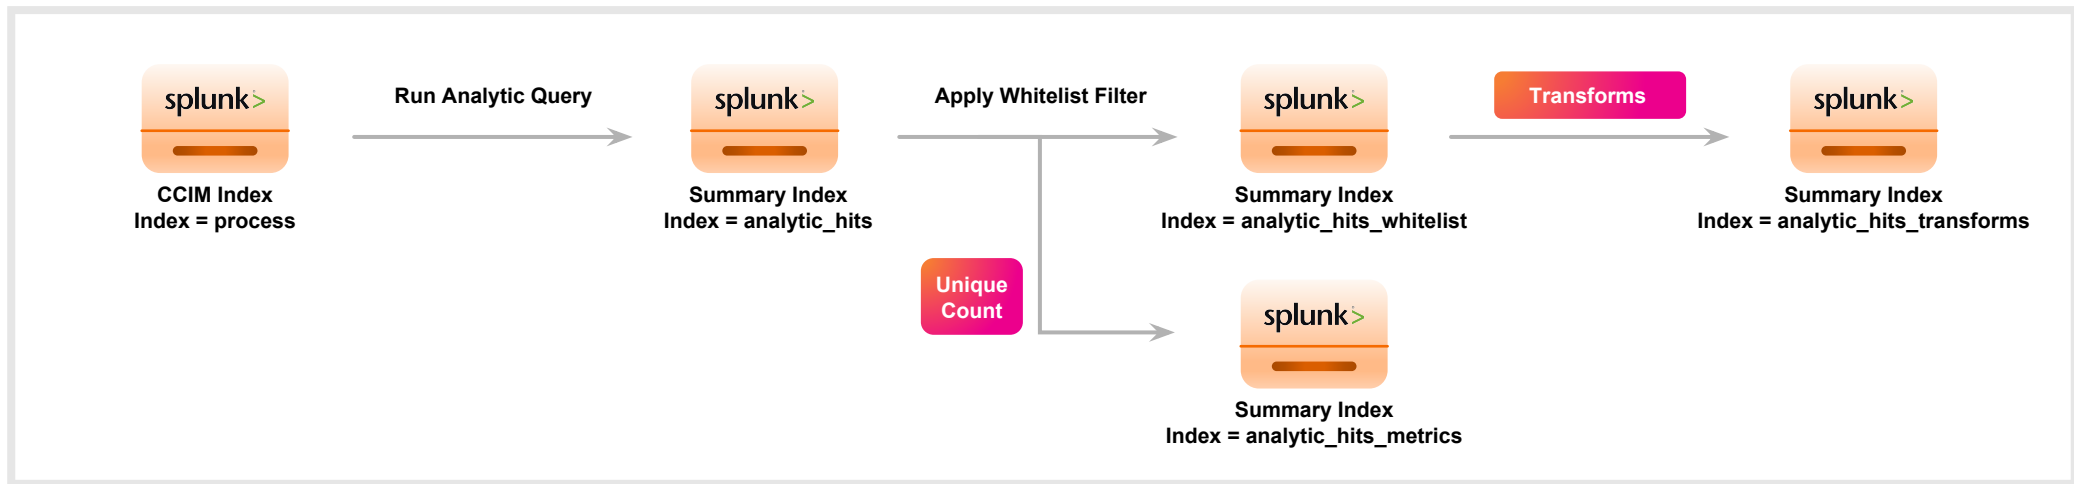 splunk>
CCIM Index
Index = process
Run Analytic Query
splunk>
Summary Index
Index = analytic_hits
Apply Whitelist Filter
splunk>
Summary Index
Index = analytic_hits_whitelist
Transforms
splunk>
Summary Index
Index = analytic_hits_transforms
Unique
Count
splunk>
Summary Index
Index = analytic_hits_metrics